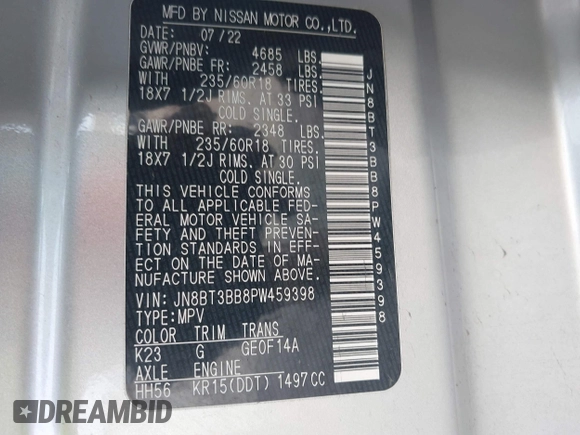 MFD BY NISSAN MOTOR CO.,LTD.
DATE: 07/22
GVWR/PNBV: 4685 LBS.
GAWR/PNBE FR: 2458 LBS.
WITH 235/60R18 TIRES.
18X7 1/2J RIMS. AT 33 PSI
COLD SINGLE.
GAWR/PNBE RR: 2348 LBS.
WITH 235/60R18 TIRES.
18X7 1/2J RIMS. AT 30 PSI
COLD SINGLE.
THIS VEHICLE CONFORMS
TO ALL APPLICABLE FED-
ERAL MOTOR VEHICLE SA-
FETY AND THEFT PREVEN-
TION STANDARDS IN EFF-
ECT ON THE DATE OF MA-
NUFACTURE SHOWN ABOVE.
VIN: JN8BT3BB8PW459398
TYPE:MPV
COLOR TRIM TRANS
K23 G GEOF14A
AXLE ENGINE
HH56 KR15(DDT) 1497CC
JN8BT3BB8PW459398
DREAMBID